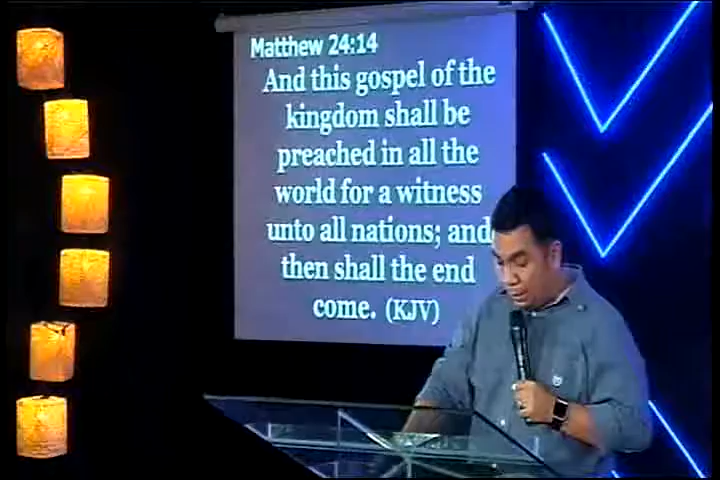 Matthew 24:14
And this gospel of the
kingdom shall be
preached in all the
world for a witness
unto all nations; and
then shall the end
come. (KJV)